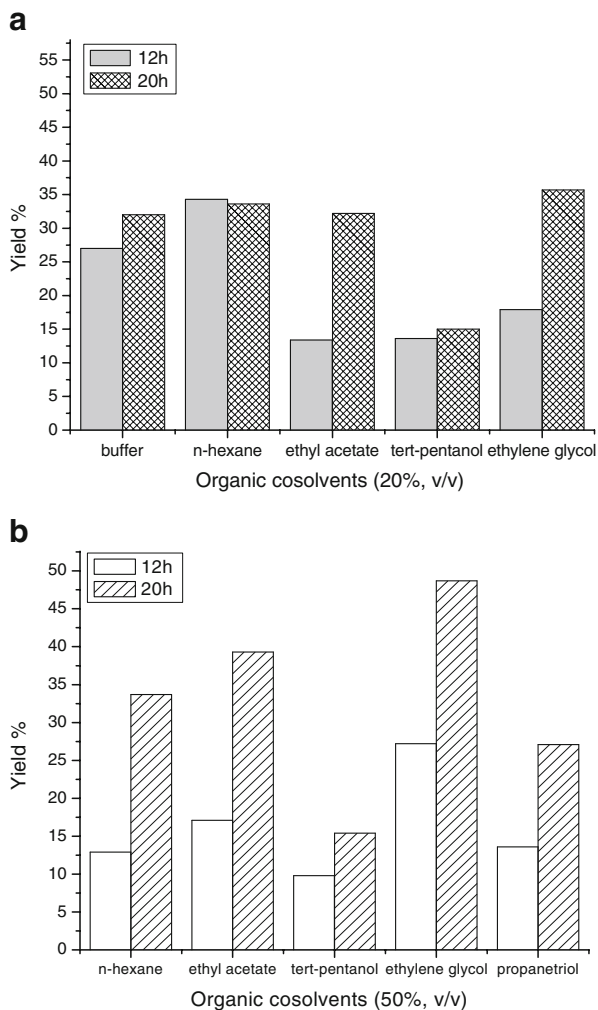 a
12h
20h
55
50
45
40
35
30
25
20
15
10
5
0
Yield %
buffer n-hexane ethyl acetate tert-pentanol ethylene glycol
Organic cosolvents (20%, v/v)
b
12h
20h
50
45
40
35
30
25
20
15
10
5
0
Yield %
n-hexane ethyl acetate tert-pentanol ethylene glycol propanetriol
Organic cosolvents (50%, v/v)